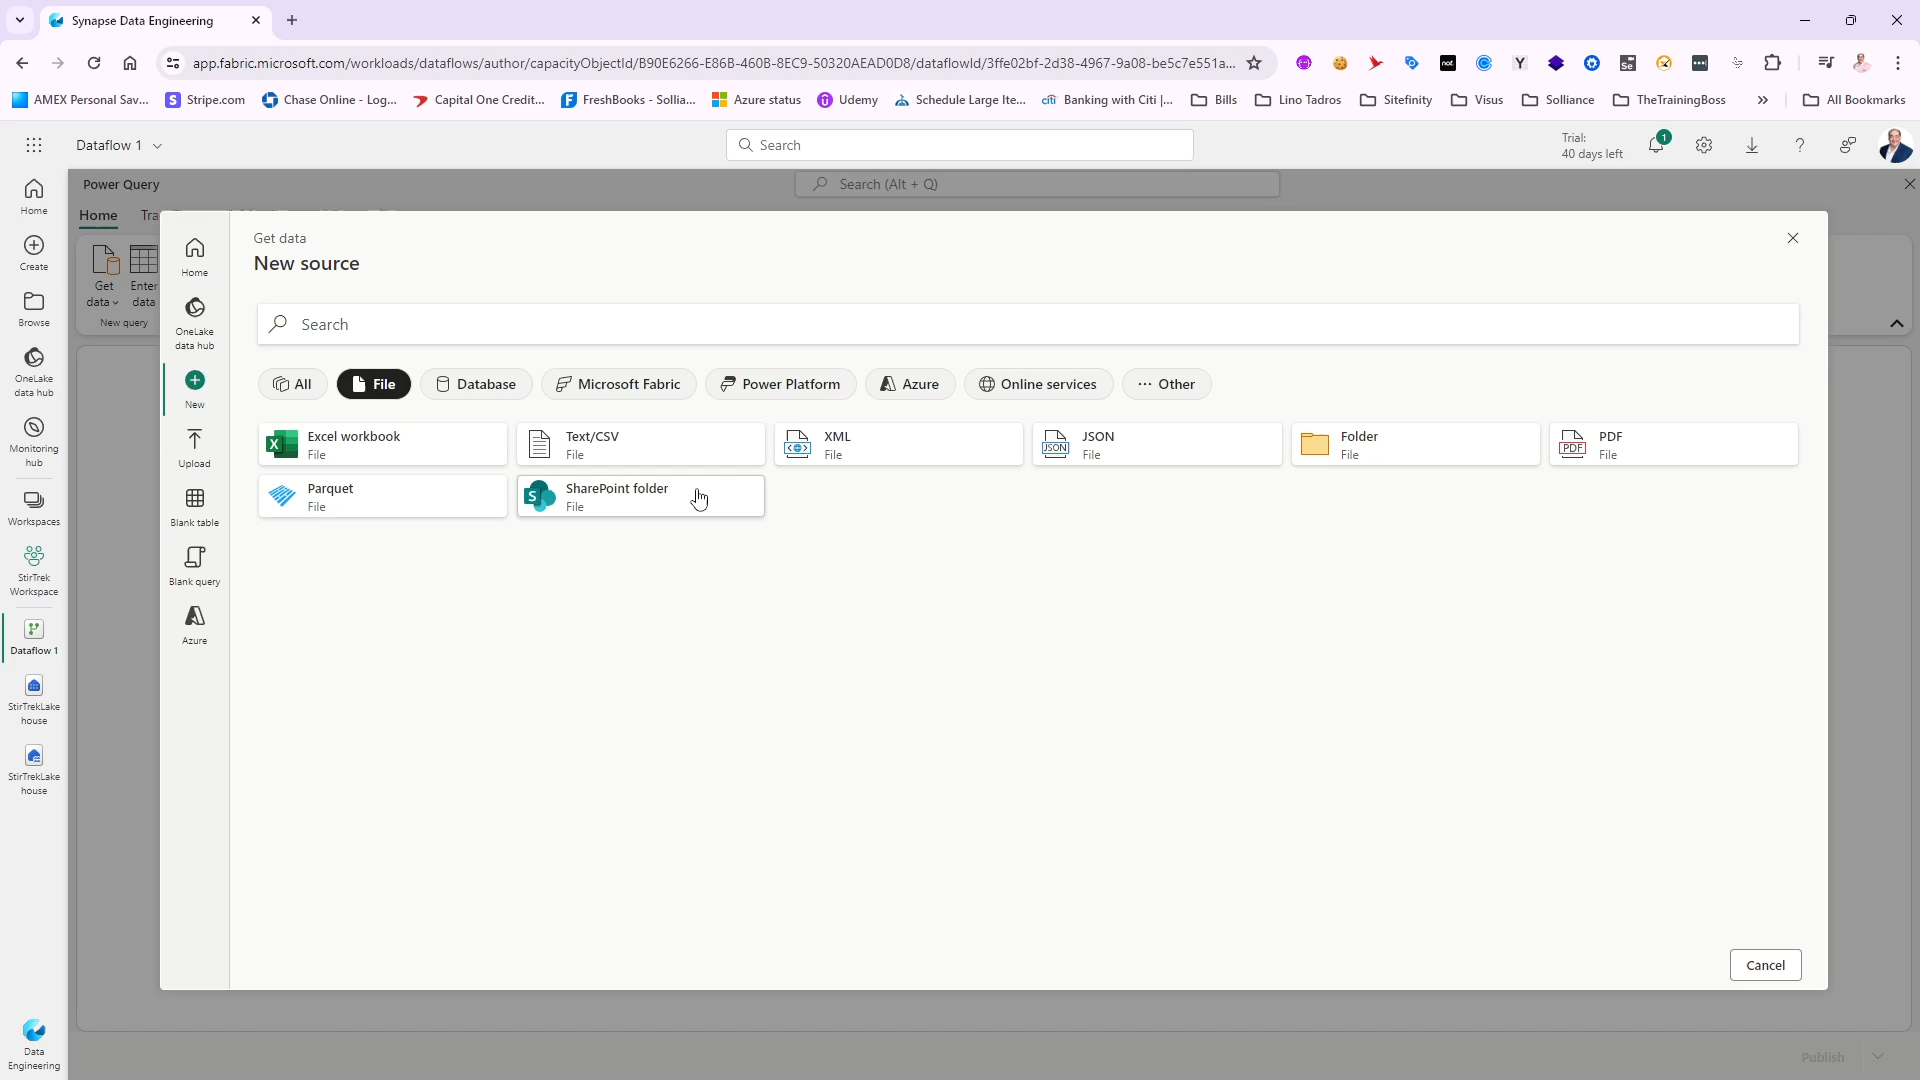 Synapse Data Engineering
app.fabric.microsoft.com/workloads/dataflows/author/capacityObjectId/B90E6266-E86B-460B-8EC9-50320AEAD0D8/dataflowId/3ffe02bf-2d38-4967-9a08-be5c7e551a...
AMEX Personal Sav... Stripe.com Chase Online - Log... Capital One Credit... FreshBooks - Sollia... Azure status Udemy Schedule Large Ite... citi Banking with Citi |... Bills Lino Tadros Sitefinity Visus Solliance TheTrainingBoss » All Bookmarks
Dataflow 1
Search
Trial:
40 days left
1
Power Query
Search (Alt + Q)
Home Tra
Get
data
Enter
data
New query
Home
Create
Browse
OneLake
data hub
Monitoring
hub
Workspaces
StirTrek
Workspace
Dataflow 1
StirTrekLake
house
StirTrekLake
house
Data
Engineering
Home
OneLake
data hub
New
Upload
Blank table
Blank query
Azure
Get data
New source
Search
All File Database Microsoft Fabric Power Platform Azure Online services ... Other
Excel workbook
File
Text/CSV
File
XML
File
JSON
JSON
File
Folder
File
PDF
PDF
File
Parquet
File
S
SharePoint folder
File
Cancel
Publish